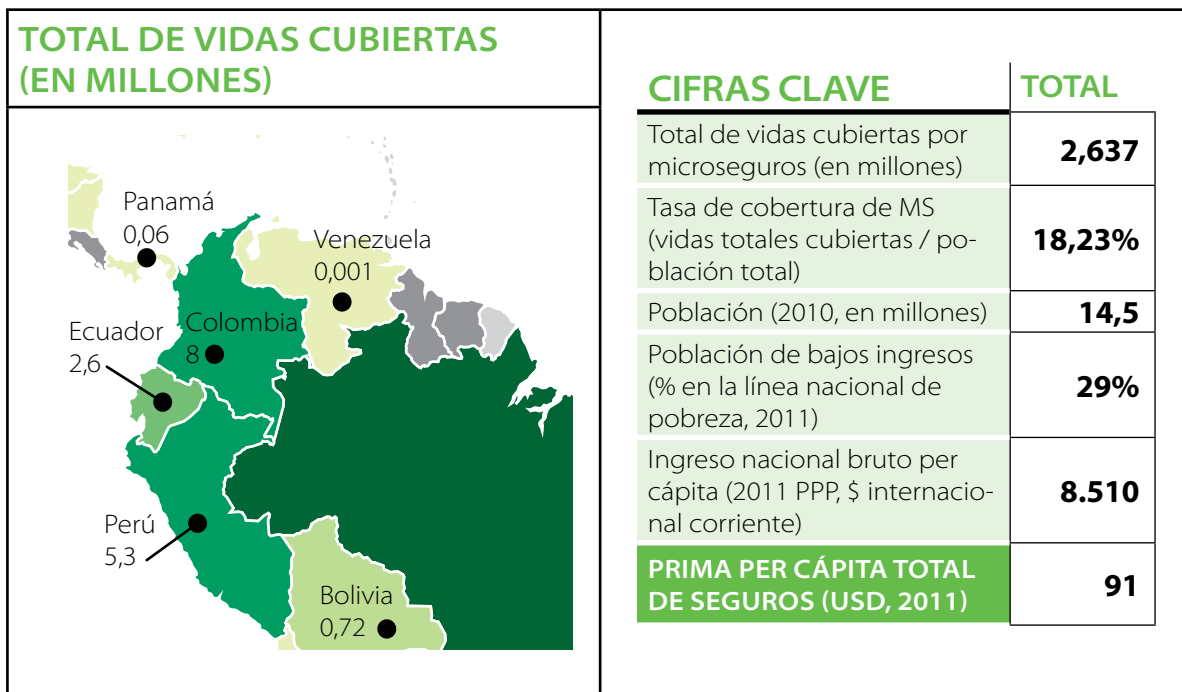 TOTAL DE VIDAS CUBIERTAS
(EN MILLONES)
Panamá
0,06
Venezuela
0,001
Ecuador
2,6
Colombia
8
Perú
5,3
Bolivia
0,72
CIFRAS CLAVE
TOTAL
Total de vidas cubiertas por
microseguros (en millones)
2,637
Tasa de cobertura de MS
(vidas totales cubiertas / po-
blación total)
18,23%
Población (2010, en millones)
14,5
Población de bajos ingresos
(% en la línea nacional de
pobreza, 2011)
29%
Ingreso nacional bruto per
cápita (2011 PPP, $ internacio-
nal corriente)
8.510
PRIMA PER CÁPITA TOTAL
DE SEGUROS (USD, 2011)
91